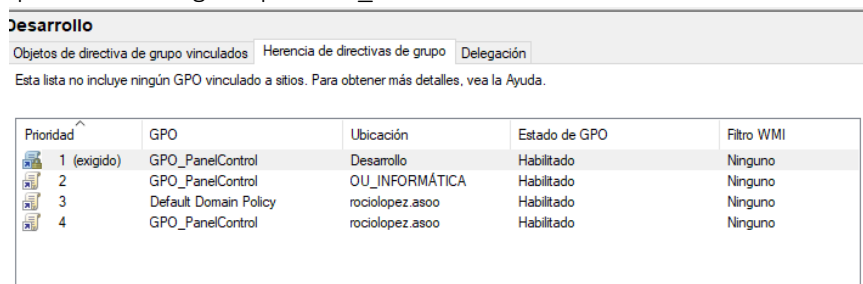 Desarrollo
Objetos de directiva de grupo vinculados Herencia de directivas de grupo Delegación
Esta lista no incluye ningún GPO vinculado a sitios. Para obtener más detalles, vea la Ayuda.
Prioridad GPO Ubicación Estado de GPO Filtro WMI
1 (exigido) GPO_PanelControl Desarrollo Habilitado Ninguno
2 GPO_PanelControl OU_INFORMÁTICA Habilitado Ninguno
3 Default Domain Policy rociolopez.asoo Habilitado Ninguno
4 GPO_PanelControl rociolopez.asoo Habilitado Ninguno